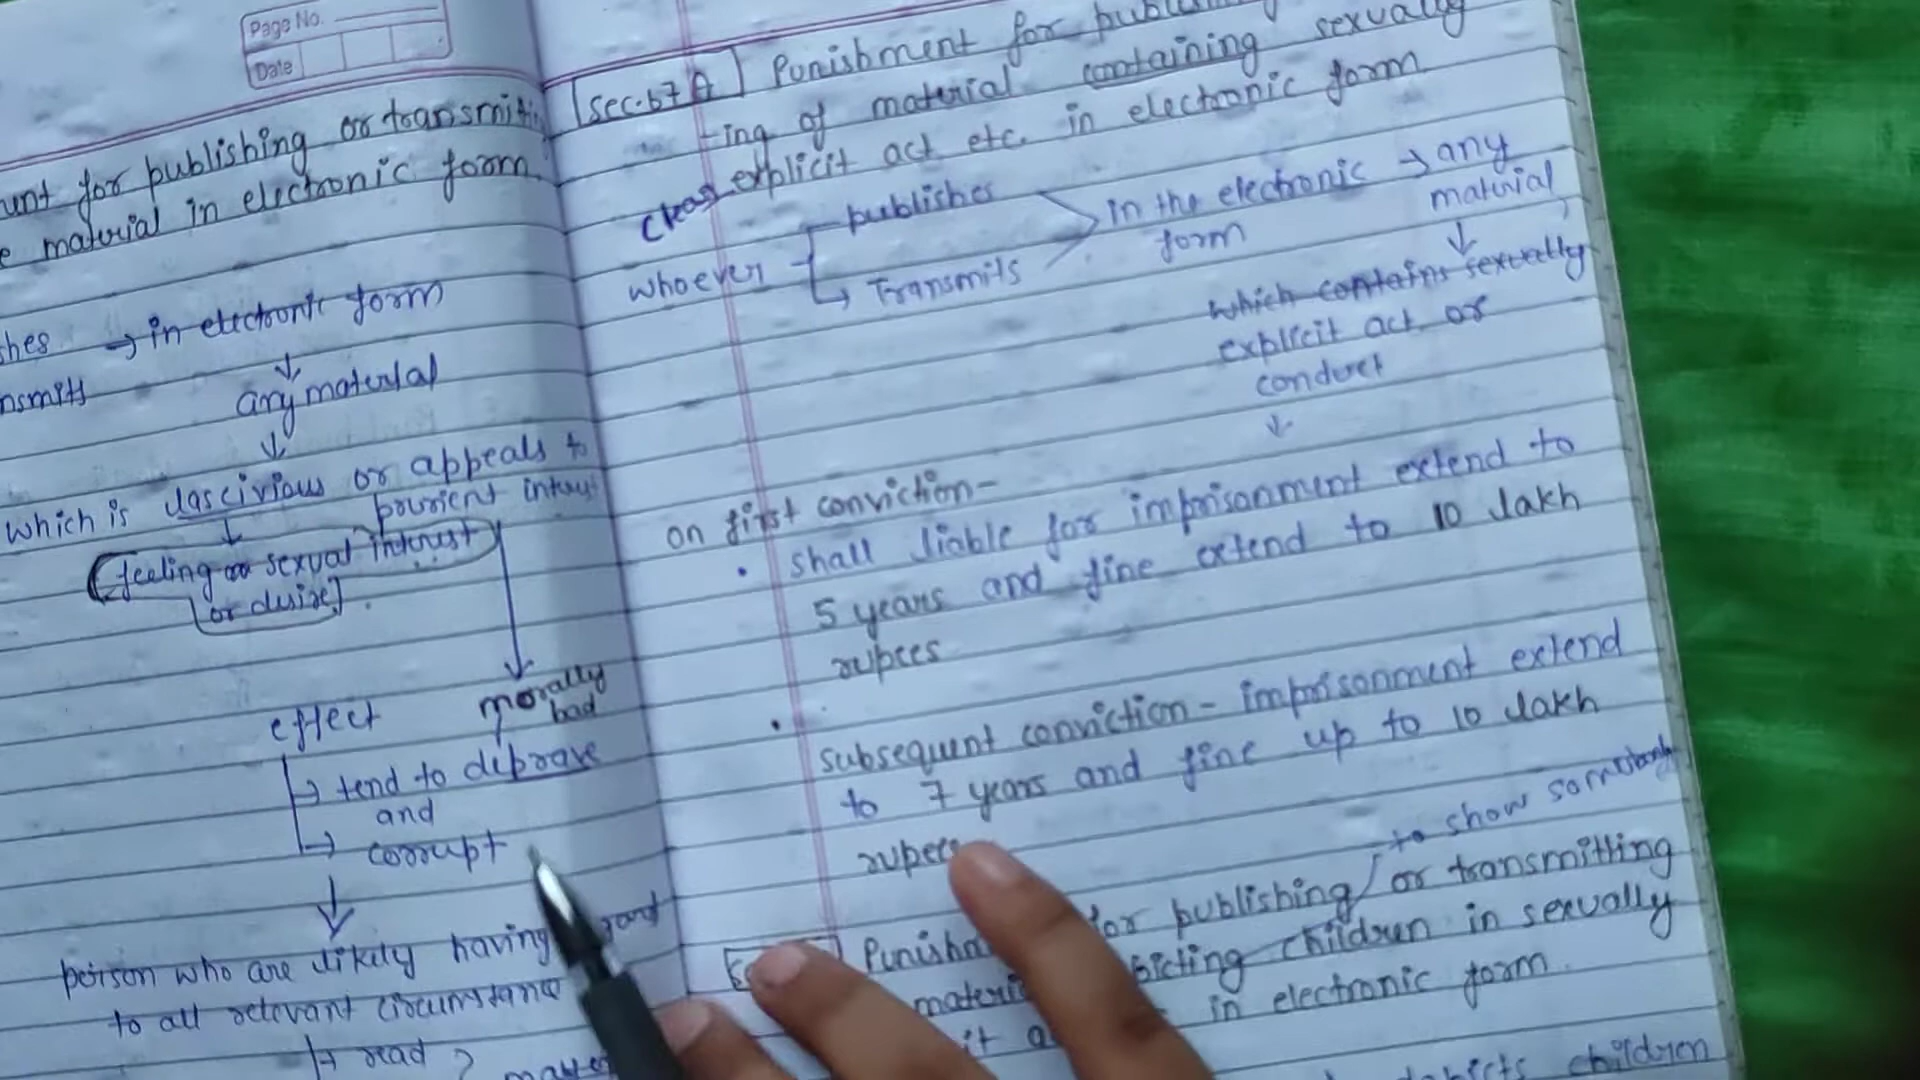 Page No.
Date
for publishing or transmitti
material in electronic form
→ in electronic form
↓
any material
↓
which is lascivious or appeals to
prurient interest
↓
feeling or sexual interest
or desire
morally
bad
effect
→ tend to deprave
and
→ corrupt
↓
person who are likely having
to all relevant circumstance
→ read
Sec. 67 A
Punishment for
-ing of material containing sexually
explicit act etc. in electronic form
whoever
publishes
→ Transmits
in the electronic
form
→ any
material
↓
which contains sexually
explicit act or
conduct
↓
on first conviction-
• shall liable for imprisonment extend to
5 years and fine extend to 10 lakh
rupees
•
subsequent conviction - imprisonment extend
to 7 years and fine up to 10 lakh
rupees
to show
for publishing / or transmitting
children in sexually
in electronic form.
children